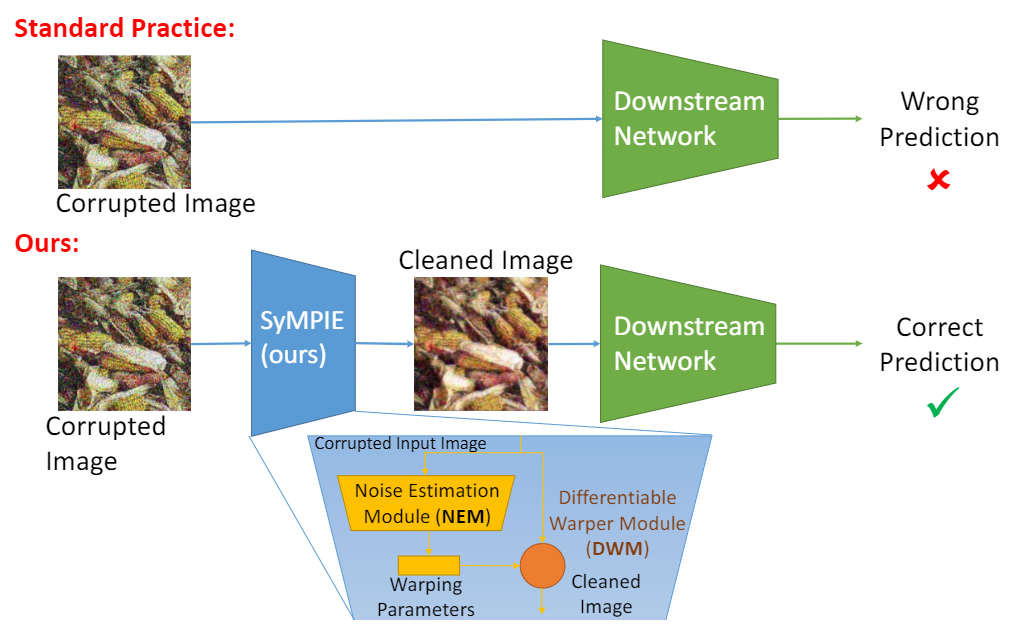 Standard Practice:
Corrupted Image
Downstream
Network
Wrong
Prediction
Ours:
Corrupted
Image
SyMPIE
(ours)
Cleaned Image
Downstream
Network
Correct
Prediction
Corrupted Input Image
Noise Estimation
Module (NEM)
Warping
Parameters
Differentiable
Warper Module
(DWM)
Cleaned
Image